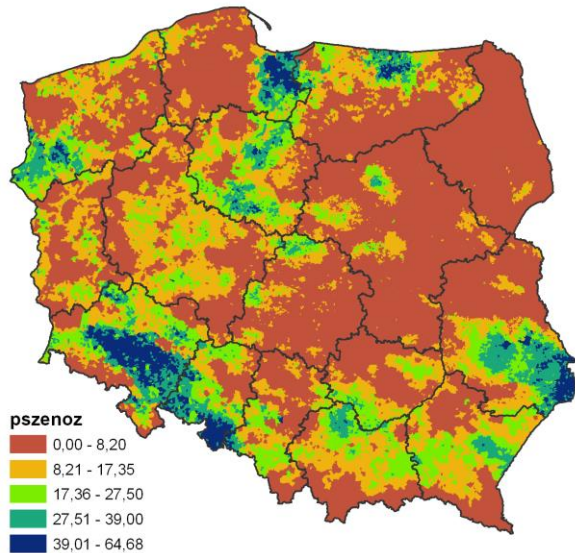 pszenoz
0,00 - 8,20
8,21 - 17,35
17,36 - 27,50
27,51 - 39,00
39,01 - 64,68